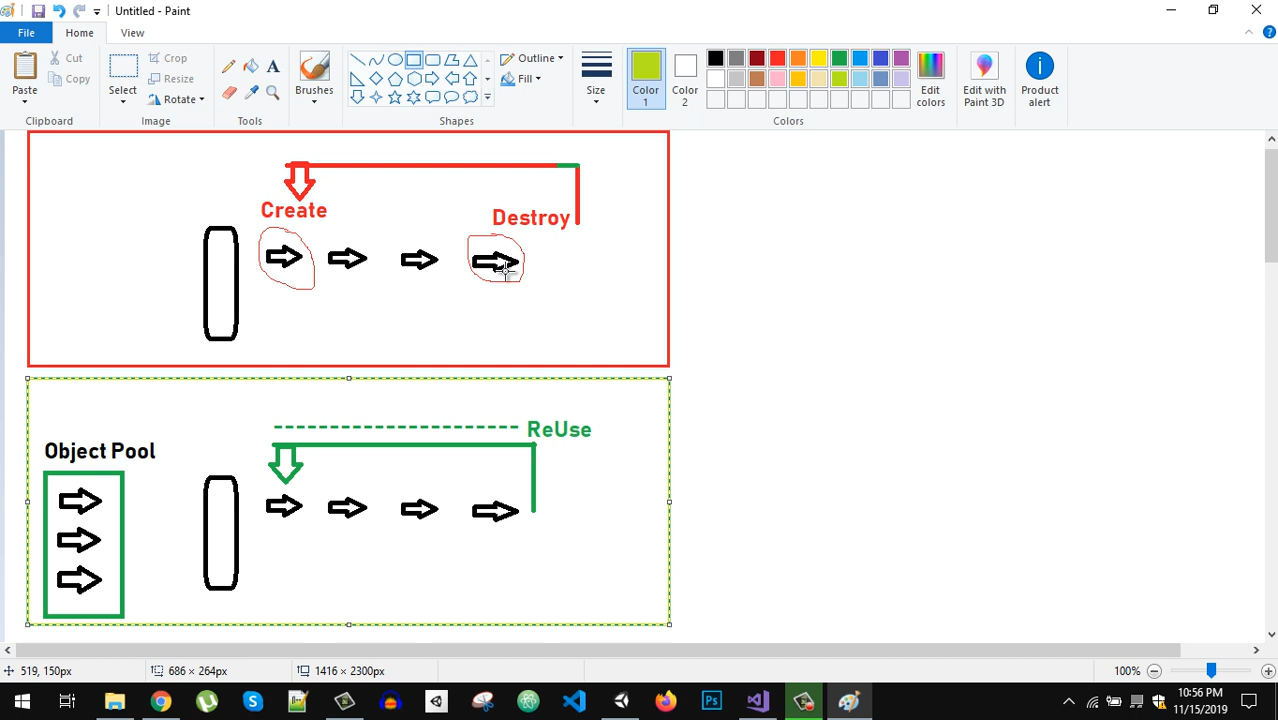 Untitled - Paint
File
Home
View
Paste
Cut
Copy
Clipboard
Select
Crop
Resize
Rotate
Image
A
Tools
Brushes
Shapes
Outline
Fill
Size
Color 1
Color 2
Edit colors
Colors
Edit with Paint 3D
Product alert
Create
Destroy
ReUse
Object Pool
519, 150px
686 × 264px
1416 × 2300px
100%
10:56 PM
11/15/2019